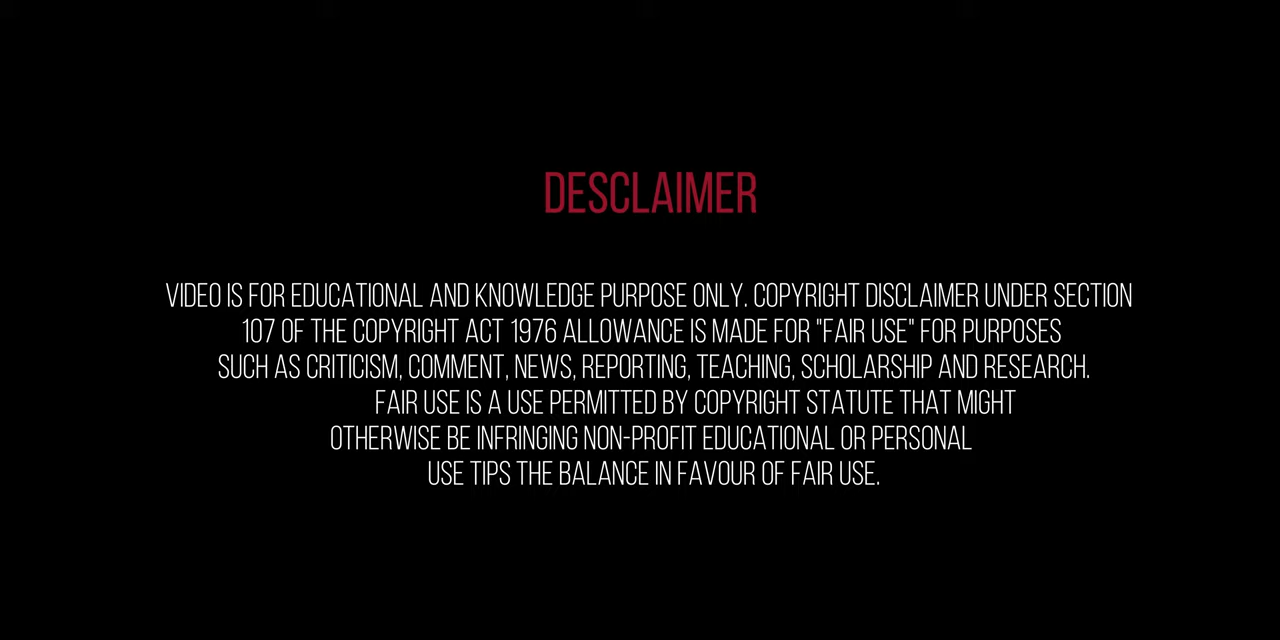 DESCLAIMER
VIDEO IS FOR EDUCATIONAL AND KNOWLEDGE PURPOSE ONLY. COPYRIGHT DISCLAIMER UNDER SECTION
107 OF THE COPYRIGHT ACT 1976 ALLOWANCE IS MADE FOR "FAIR USE" FOR PURPOSES
SUCH AS CRITICISM, COMMENT, NEWS, REPORTING, TEACHING, SCHOLARSHIP AND RESEARCH.
FAIR USE IS A USE PERMITTED BY COPYRIGHT STATUTE THAT MIGHT
OTHERWISE BE INFRINGING NON-PROFIT EDUCATIONAL OR PERSONAL
USE TIPS THE BALANCE IN FAVOUR OF FAIR USE.